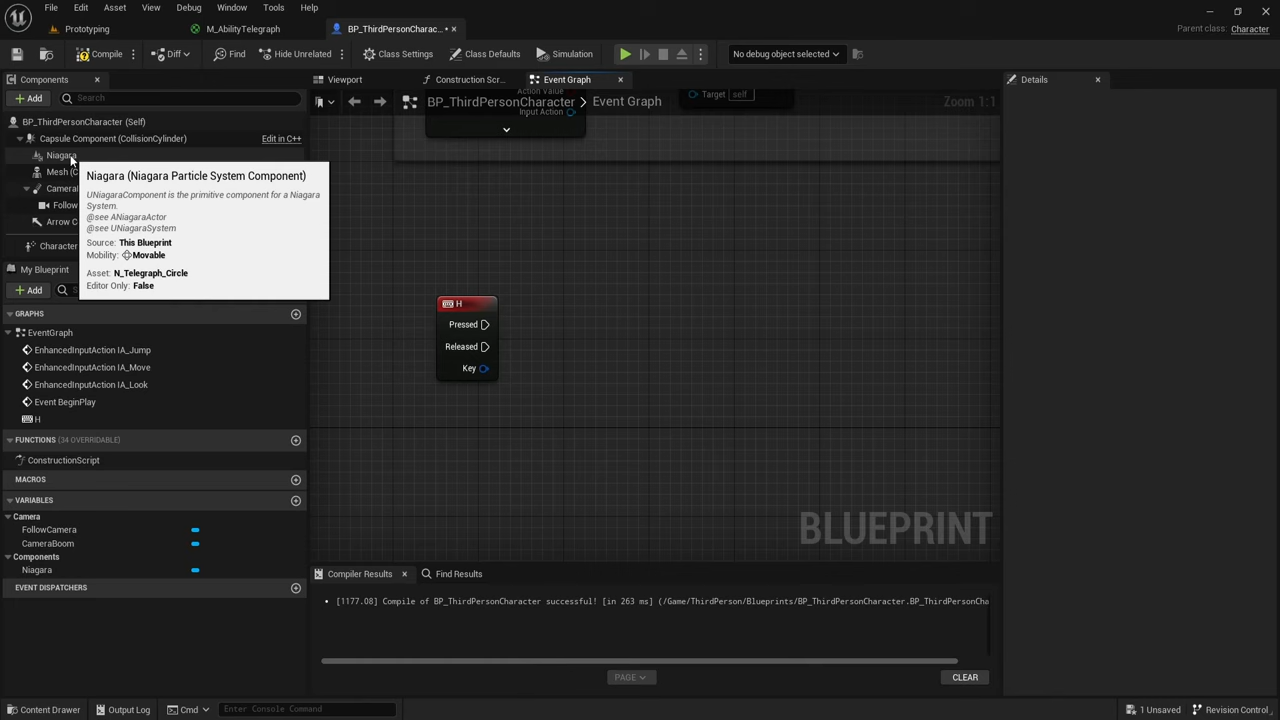 File Edit Asset View Debug Window Tools Help
Prototyping
M_AbilityTelegraph
BP_ThirdPersonCharac... •
Parent class: Character
Compile
Diff
Find
Hide Unrelated
Class Settings
Class Defaults
Simulation
No debug object selected
Components
Viewport
Construction Scr...
Event Graph
Details
Add
Search
BP_ThirdPersonCharacter
Event Graph
Zoom 1:1
Action Value
Input Action
Target self
BP_ThirdPersonCharacter (Self)
Capsule Component (CollisionCylinder)
Edit in C++
Niagara
Mesh (C
Camera
Follow
Arrow C
Character
Niagara (Niagara Particle System Component)
UNiagaraComponent is the primitive component for a Niagara
System.
@see ANiagaraActor
@see UNiagaraSystem
Source: This Blueprint
Mobility: Movable
Asset: N_Telegraph_Circle
Editor Only: False
My Blueprint
Add
GRAPHS
EventGraph
EnhancedInputAction IA_Jump
EnhancedInputAction IA_Move
EnhancedInputAction IA_Look
Event BeginPlay
H
FUNCTIONS (34 OVERRIDABLE)
ConstructionScript
MACROS
VARIABLES
Camera
FollowCamera
CameraBoom
Components
Niagara
EVENT DISPATCHERS
H
Pressed
Released
Key
BLUEPRINT
Compiler Results
Find Results
• [1177.08] Compile of BP_ThirdPersonCharacter successful! [in 263 ms] (/Game/ThirdPerson/Blueprints/BP_ThirdPersonCharacter.BP_ThirdPersonCha
PAGE
CLEAR
Content Drawer
Output Log
Cmd
Enter Console Command
1 Unsaved
Revision Control